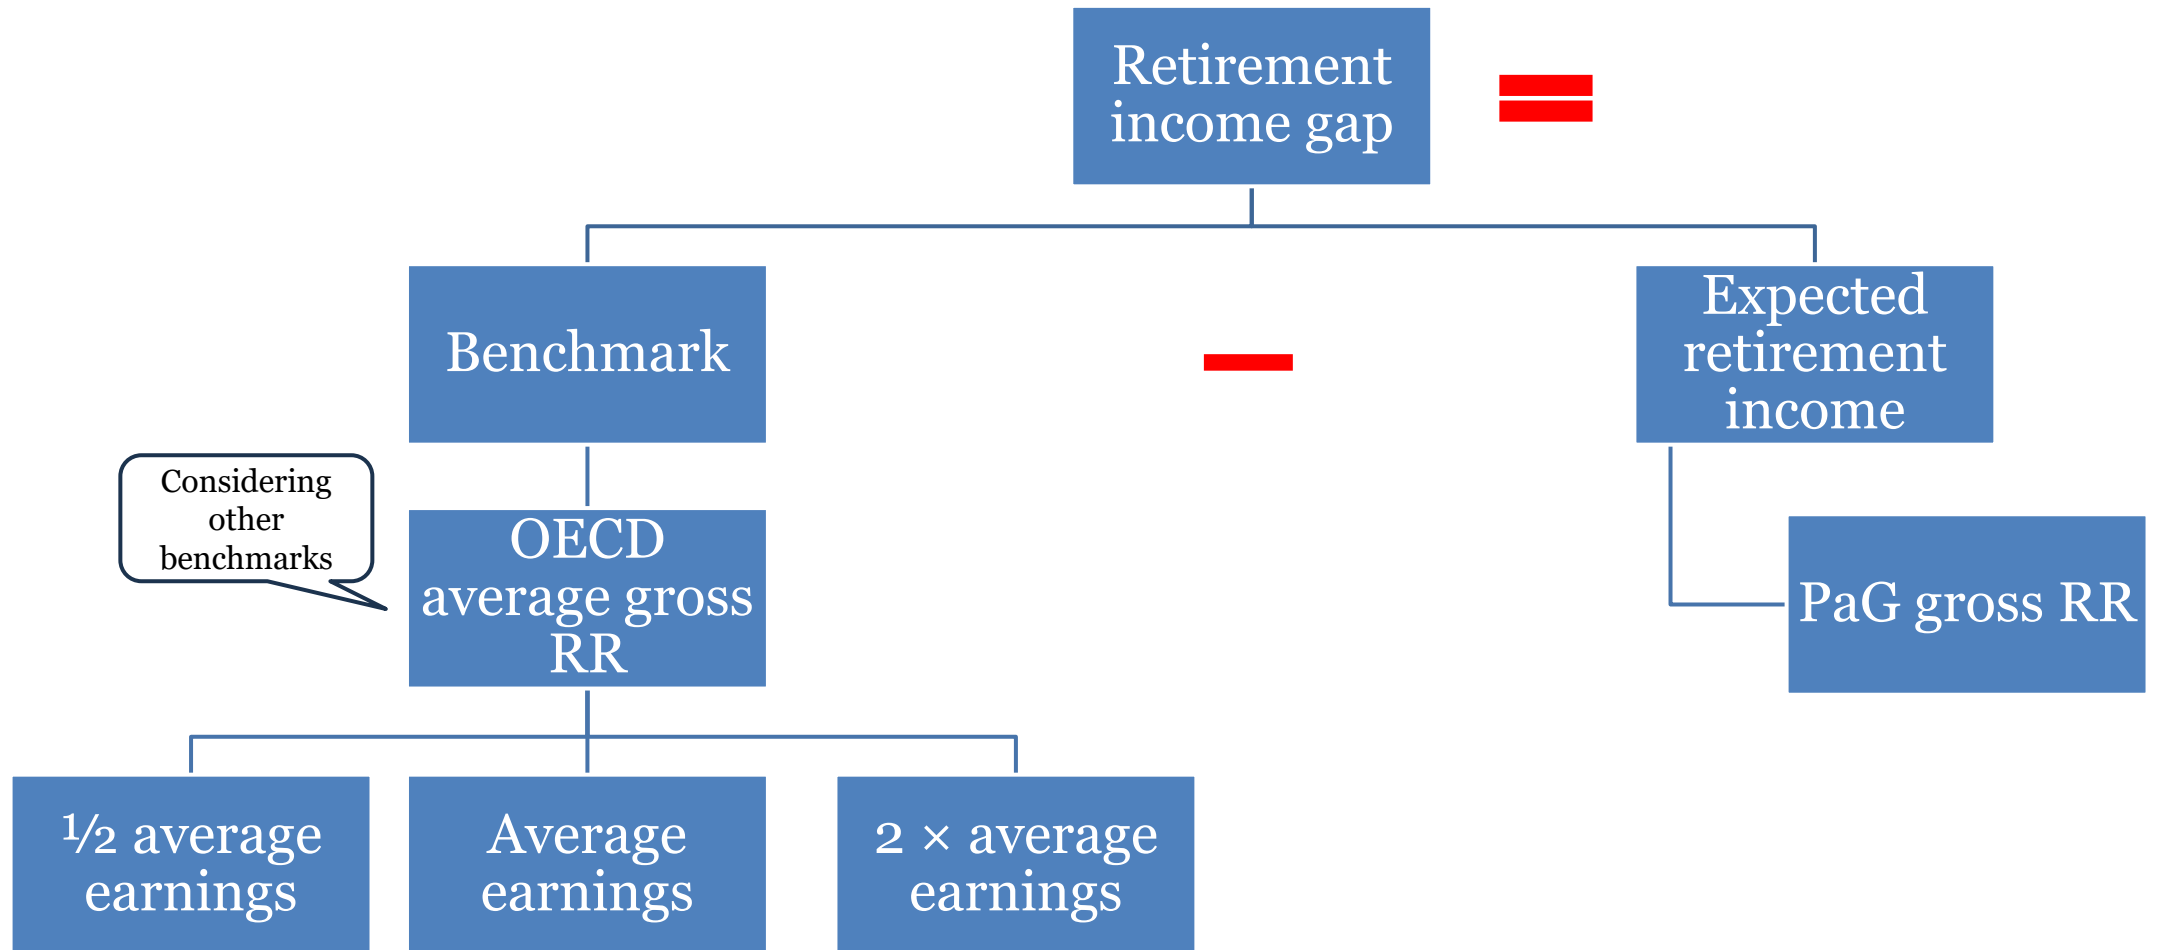 Retirement
income gap
Benchmark
Expected
retirement
income
Considering
other
benchmarks
OECD
average gross
RR
PaG gross RR
½ average
earnings
Average
earnings
2 × average
earnings